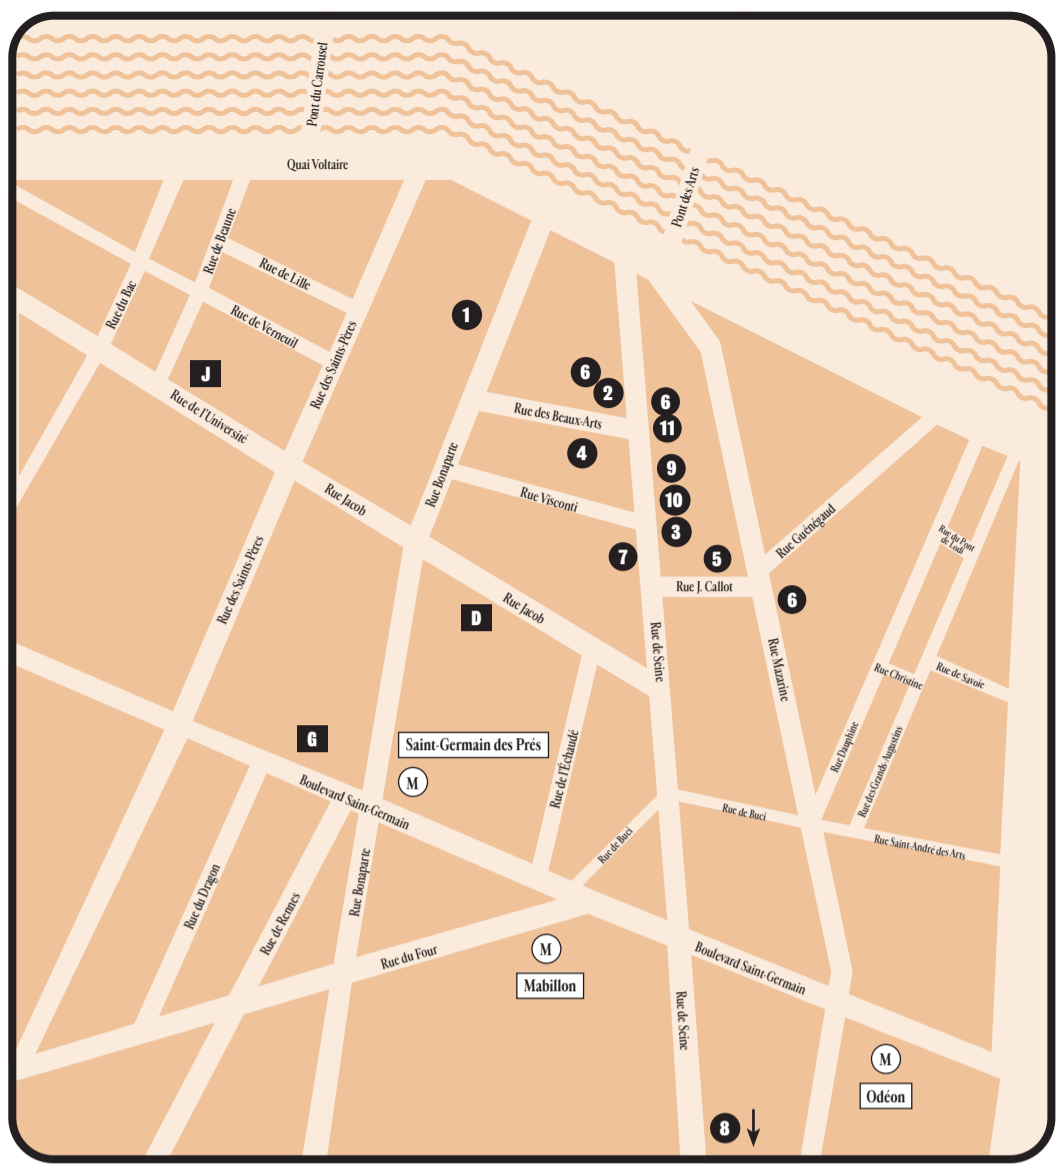 Pont du Carrousel
Quai Voltaire
Pont des Arts
Rue de Beaune
Rue de Lille
Rue du Bac
Rue de Verneuil
1
Rue des Saints-Pères
J
6
2
6
Rue de l'Université
Rue des Beaux-Arts
11
4
9
Rue Bonaparte
Rue Jacob
Rue Visconti
10
3
Rue Guénégaud
Rue du Pont
de Lodi
7
5
Rue des Saints-Pères
Rue J. Callot
6
D
Rue Jacob
Rue de Seine
Rue Mazarine
Rue Christine
Rue de Savoie
G
Saint-Germain des Prés
M
Rue de l'Échaudé
Rue Dauphine
Rue des Grands-Augustins
Boulevard Saint-Germain
Rue de Buci
Rue de Buci
Rue Saint-André des Arts
Rue du Dragon
Rue de Rennes
Rue Bonaparte
Rue du Four
M
Mabillon
Boulevard Saint-Germain
Rue de Seine
M
Odéon
8